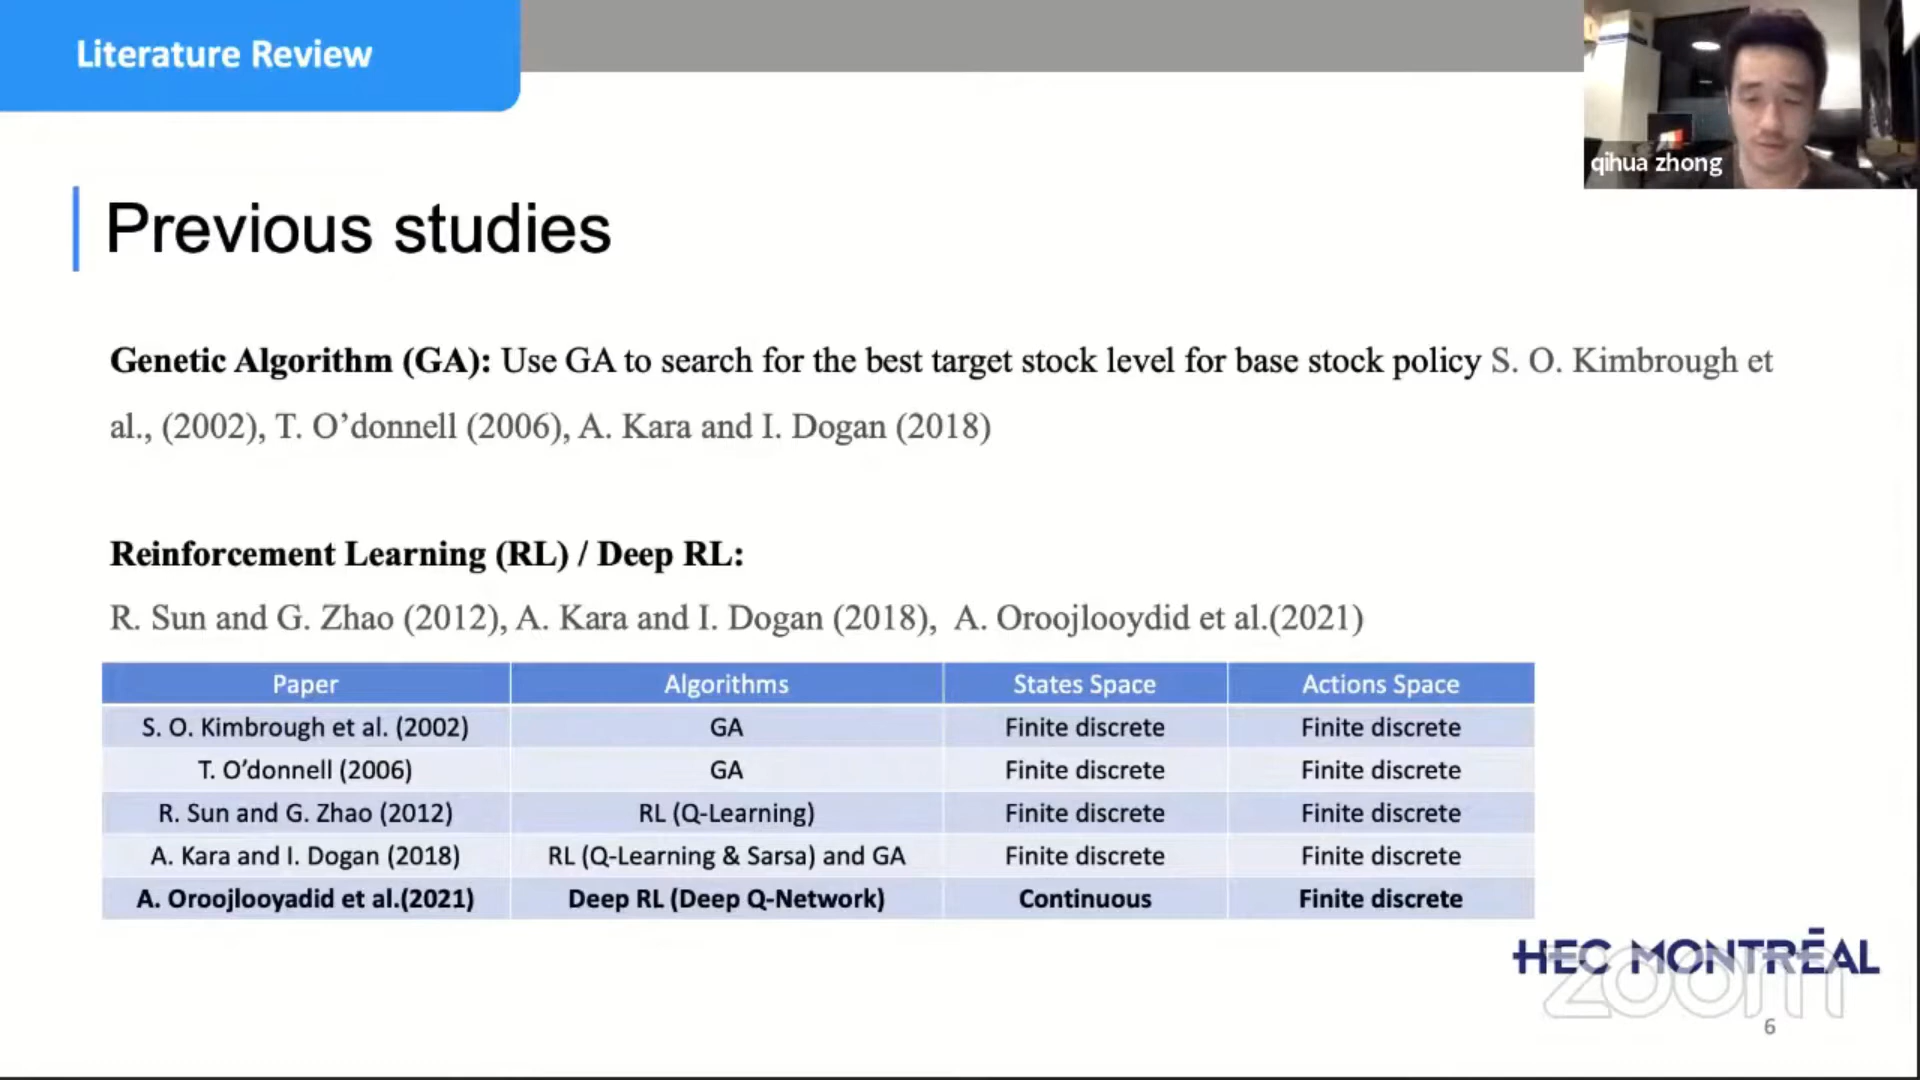 Literature Review
qihua zhong
Previous studies
Genetic Algorithm (GA): Use GA to search for the best target stock level for base stock policy S. O. Kimbrough et
al., (2002), T. O’donnell (2006), A. Kara and I. Dogan (2018)
Reinforcement Learning (RL) / Deep RL:
R. Sun and G. Zhao (2012), A. Kara and I. Dogan (2018), A. Oroojlooydid et al.(2021)
Paper Algorithms States Space Actions Space
S. O. Kimbrough et al. (2002) GA Finite discrete Finite discrete
T. O’donnell (2006) GA Finite discrete Finite discrete
R. Sun and G. Zhao (2012) RL (Q-Learning) Finite discrete Finite discrete
A. Kara and I. Dogan (2018) RL (Q-Learning & Sarsa) and GA Finite discrete Finite discrete
A. Oroojlooyadid et al.(2021) Deep RL (Deep Q-Network) Continuous Finite discrete
HEC MONTRÉAL
zoom
6